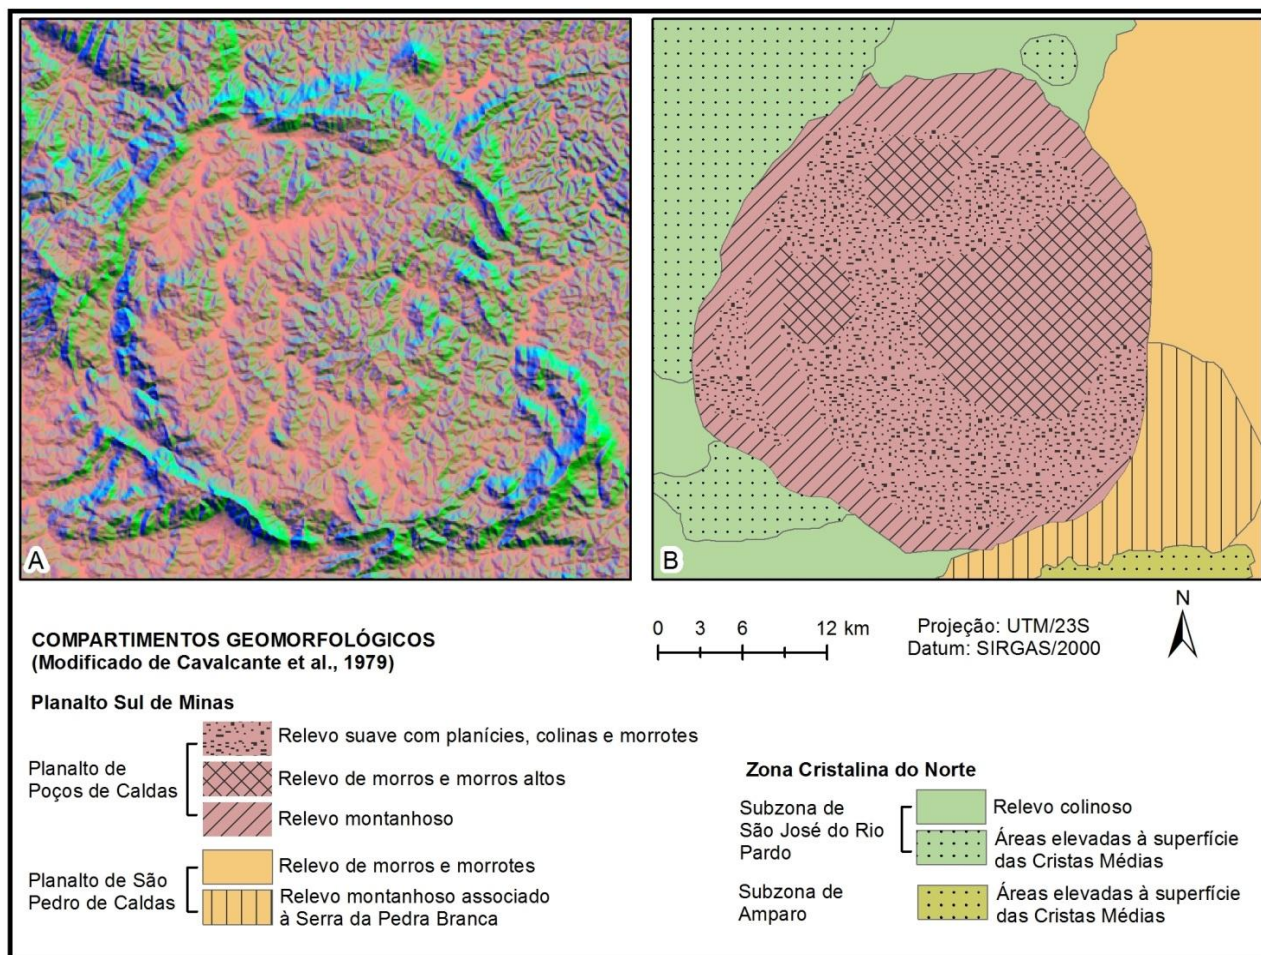 A
B
N
0 3 6 12 km
Projeção: UTM/23S
Datum: SIRGAS/2000
COMPARTIMENTOS GEOMORFOLÓGICOS
(Modificado de Cavalcante et al., 1979)
Planalto Sul de Minas
Planalto de
Poços de Caldas
Relevo suave com planícies, colinas e morrotes
Relevo de morros e morros altos
Relevo montanhoso
Planalto de São
Pedro de Caldas
Relevo de morros e morrotes
Relevo montanhoso associado
à Serra da Pedra Branca
Zona Cristalina do Norte
Subzona de
São José do Rio
Pardo
Relevo colinoso
Áreas elevadas à superfície
das Cristas Médias
Subzona de
Amparo
Áreas elevadas à superfície
das Cristas Médias